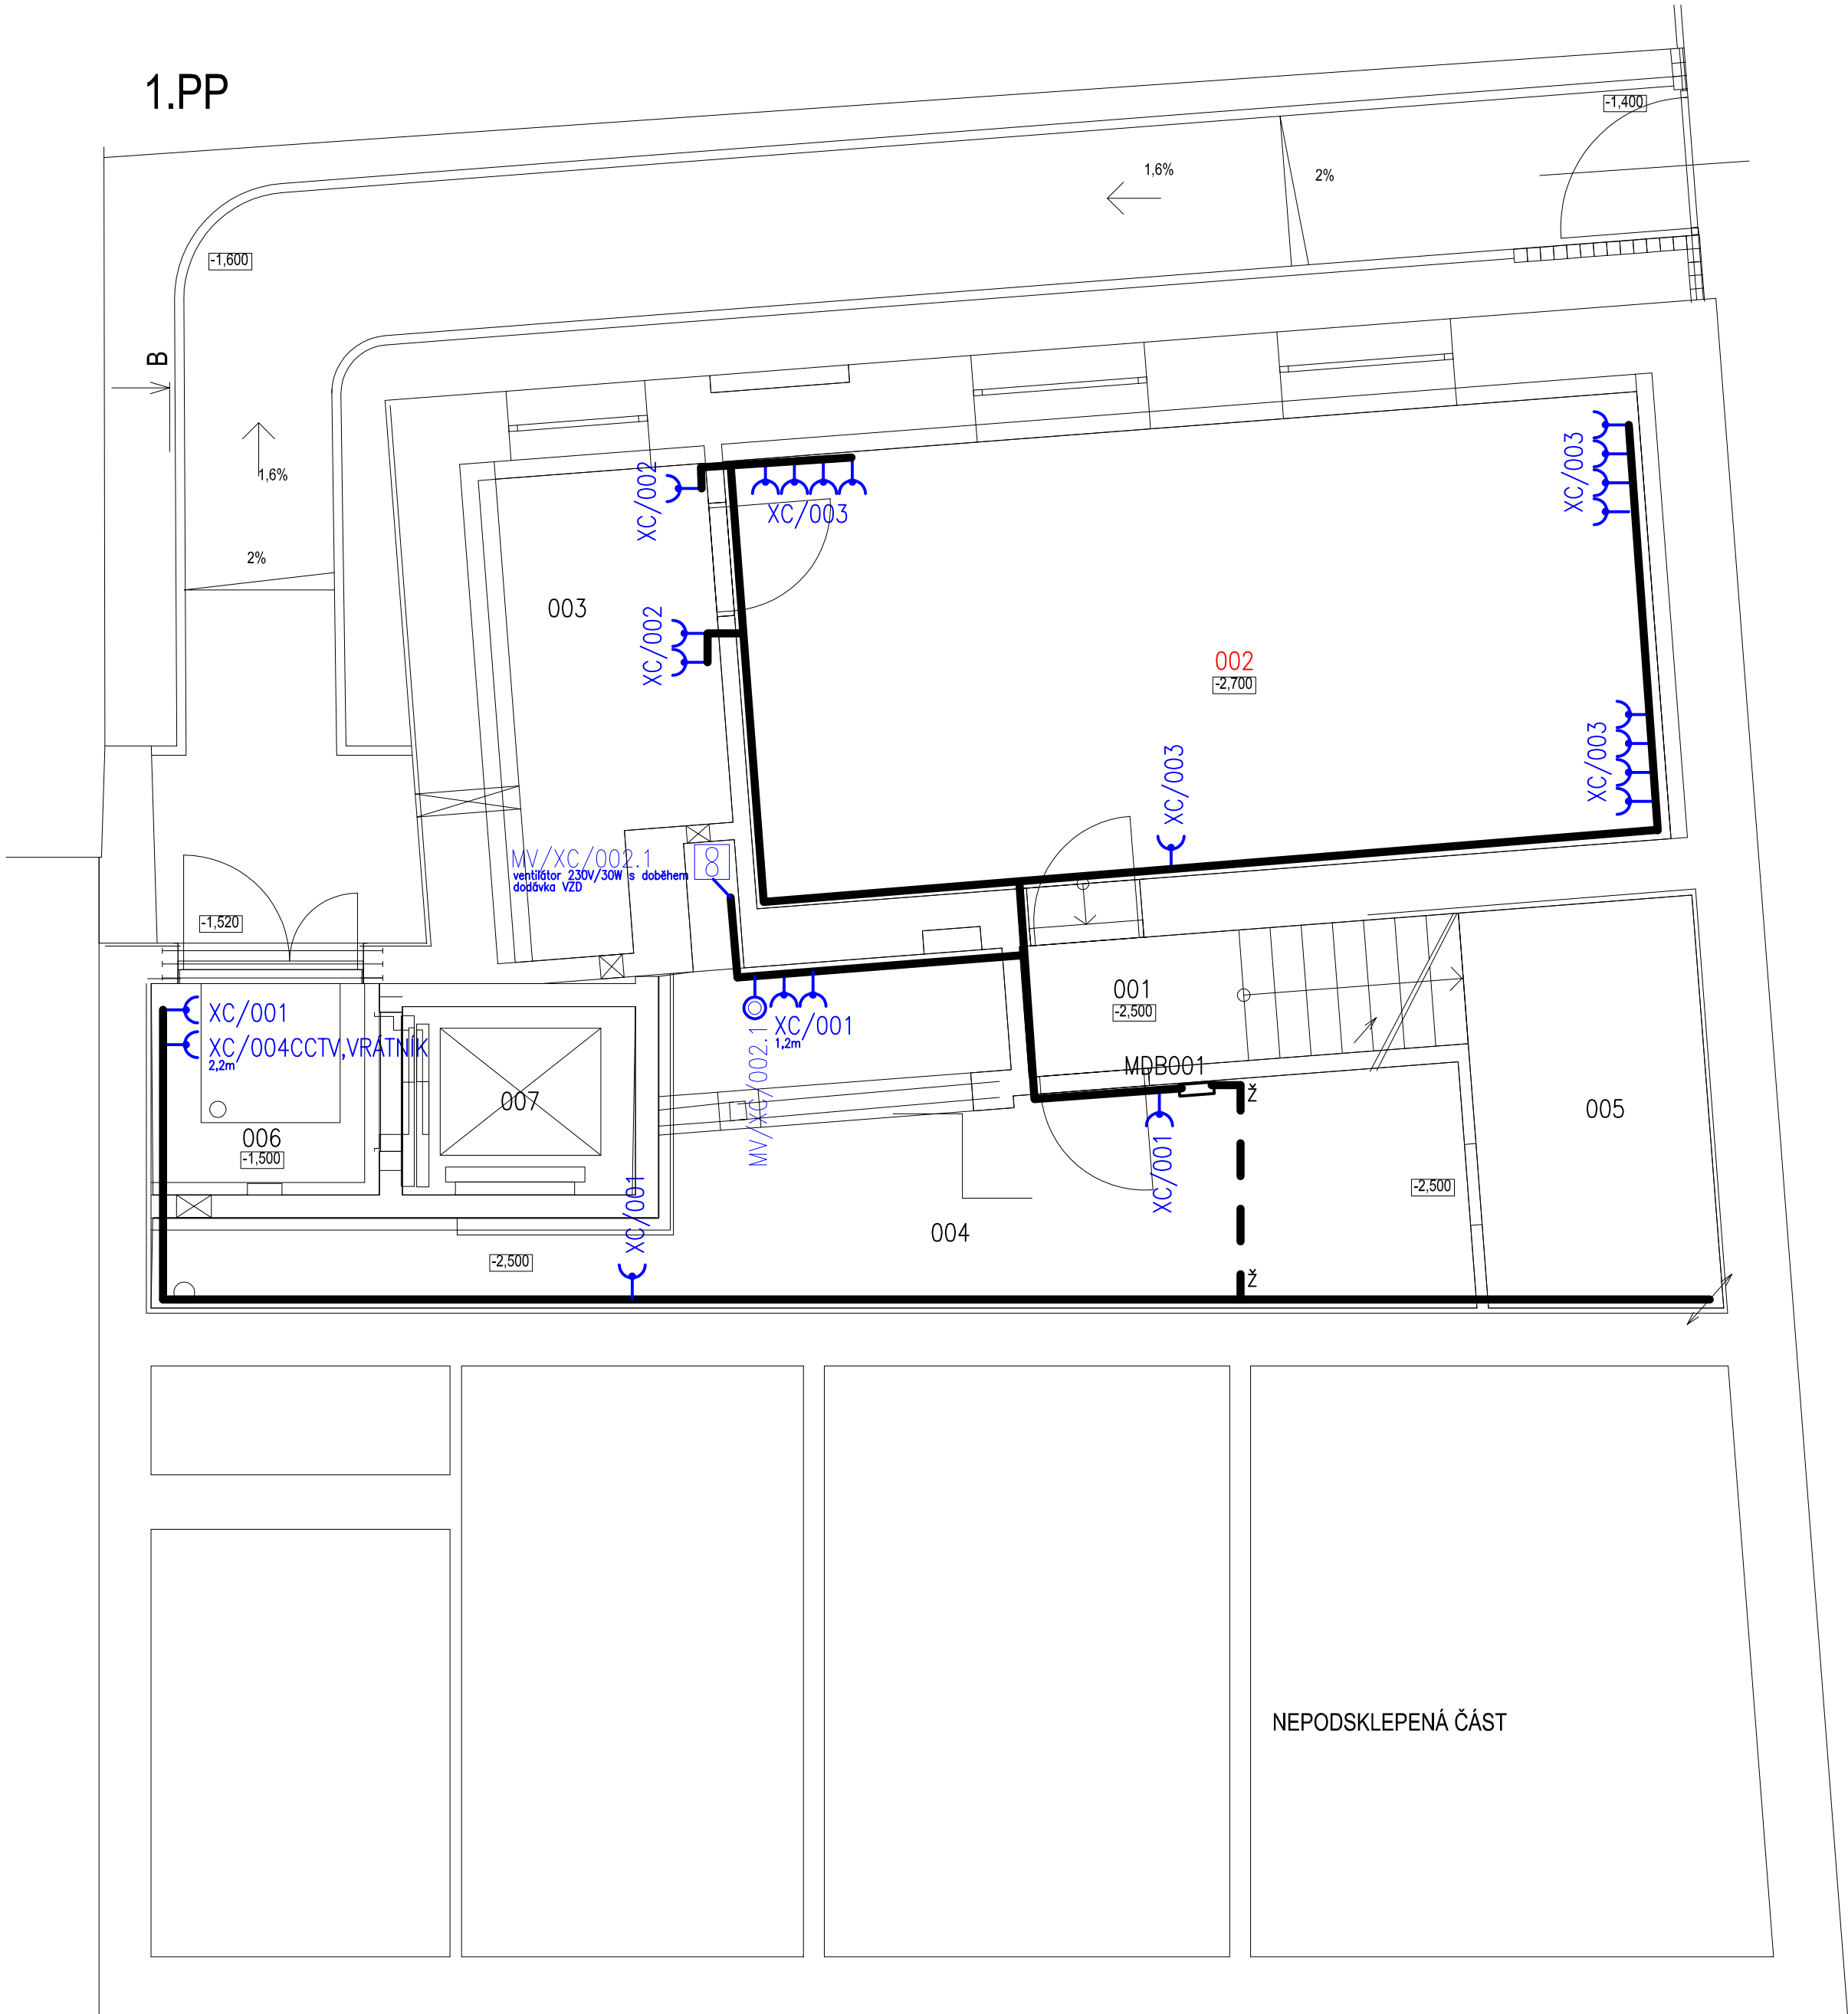 1.PP
-1,400
1,6%
2%
-1,600
B
1,6%
2%
XC/002
XC/003
XC/003
003
XC/002
002
-2,700
XC/003
XC/003
MV/XC/002.1
ventilátor 230V/30W s doběhem
dodávka VZD
8
-1,520
001
-2,500
XC/001
XC/004CCTV,VRÁTNÍK
2,2m
XC/001
1,2m
MV/XC/002.1
MDB001
Ž
007
005
006
-1,500
XC/001
XC/001
-2,500
004
-2,500
Ž
NEPODSKLEPENÁ ČÁST